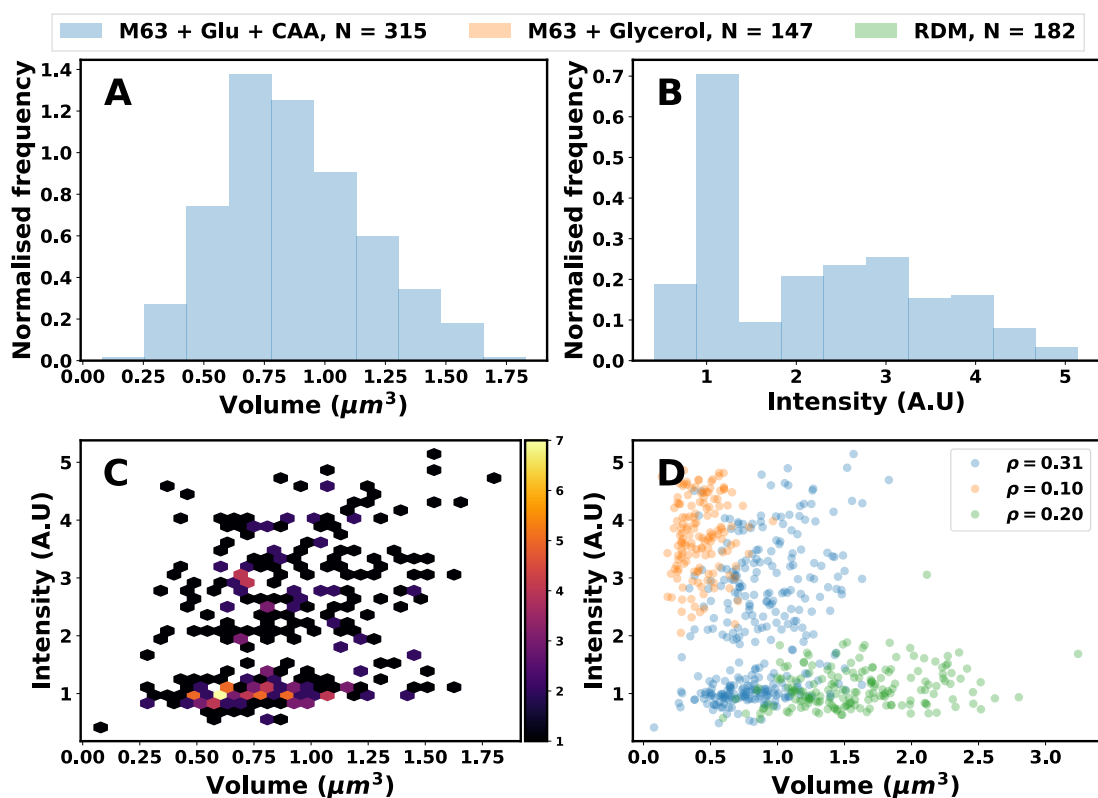 M63 + Glu + CAA, N = 315 M63 + Glycerol, N = 147 RDM, N = 182
A
Normalised frequency
1.4
1.2
1.0
0.8
0.6
0.4
0.2
0.0
0.00 0.25 0.50 0.75 1.00 1.25 1.50 1.75
Volume (μm³)
B
Normalised frequency
0.7
0.6
0.5
0.4
0.3
0.2
0.1
0.0
1 2 3 4 5
Intensity (A.U)
C
Intensity (A.U)
5
4
3
2
1
0.00 0.25 0.50 0.75 1.00 1.25 1.50 1.75
Volume (μm³)
7
6
5
4
3
2
1
D
Intensity (A.U)
5
4
3
2
1
0.0 0.5 1.0 1.5 2.0 2.5 3.0
Volume (μm³)
ρ = 0.31
ρ = 0.10
ρ = 0.20